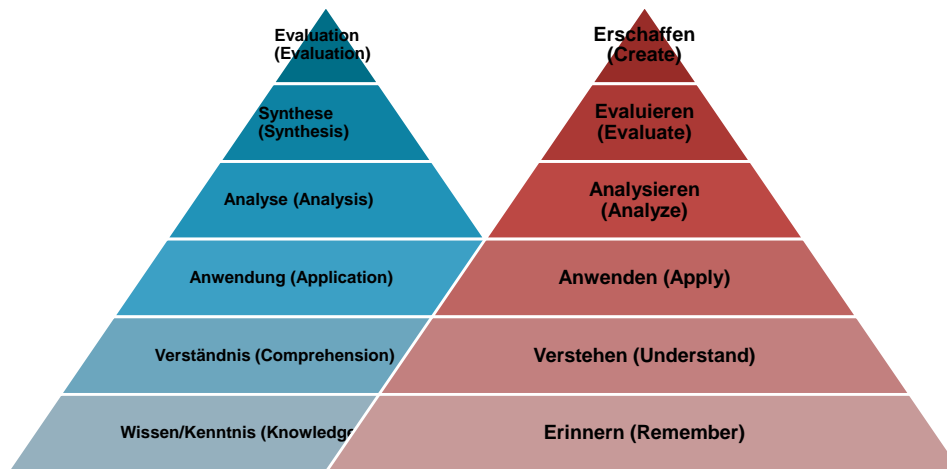 Evaluation
(Evaluation)
Synthese
(Synthesis)
Analyse (Analysis)
Anwendung (Application)
Verständnis (Comprehension)
Wissen/Kenntnis (Knowledge
Erschaffen
(Create)
Evaluieren
(Evaluate)
Analysieren
(Analyze)
Anwenden (Apply)
Verstehen (Understand)
Erinnern (Remember)